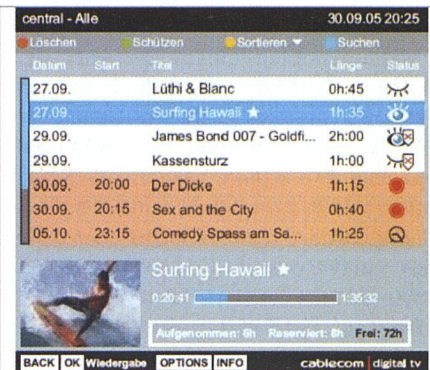 central - Alle 30.09.05 20:25
Löschen Schützen Sortieren Suchen
Datum Start Titel Länge Status
27.09. Lüthi & Blanc 0h:45
27.09. Surfing Hawaii ★ 1h:35
29.09. James Bond 007 - Goldfi... 2h:00
29.09. Kassensturz 1h:00
30.09. 20:00 Der Dicke 1h:15
30.09. 20:15 Sex and the City 0h:40
05.10. 23:15 Comedy Spass am Sa... 1h:25
Surfing Hawaii ★
0:20:41 1:35:32
Aufgenommen: 6h Reserviert: 8h Frei: 72h
BACK OK Wiedergabe OPTIONS INFO cablecom digital tv